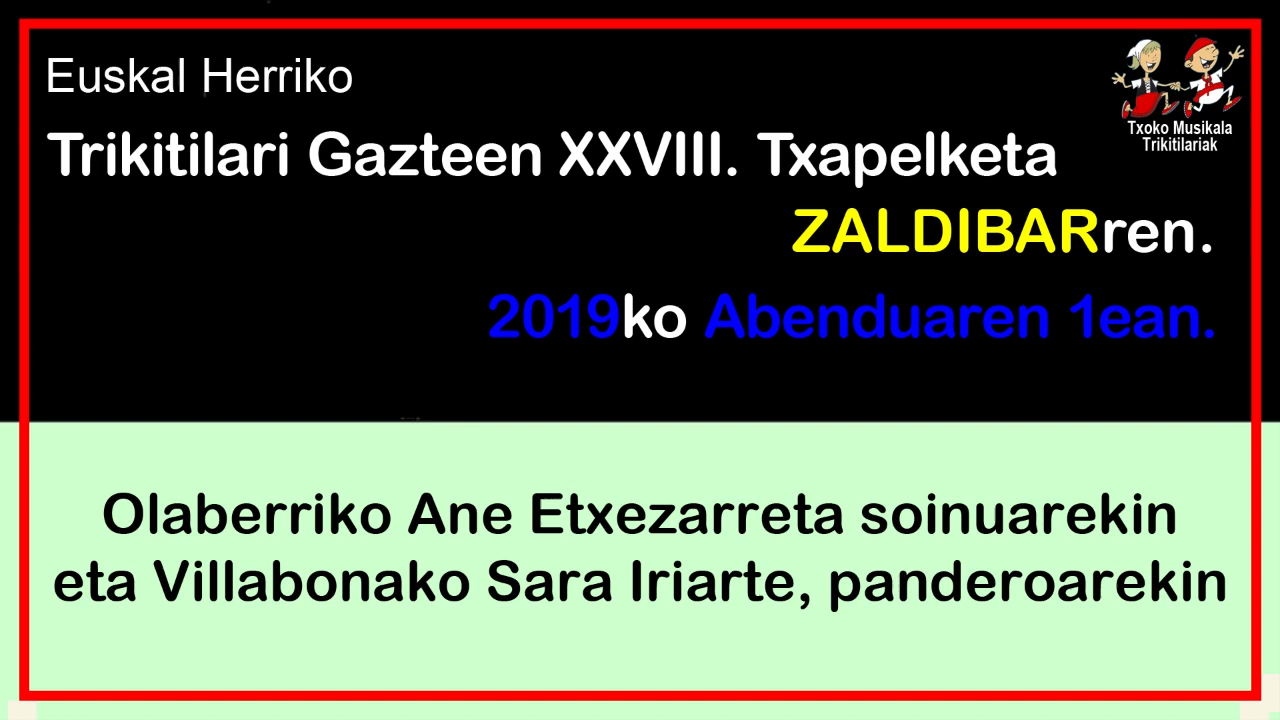 Euskal Herriko
Txoko Musikala
Trikitilariak
Trikitilari Gazteen XXVIII. Txapelketa
ZALDIBARren.
2019ko Abenduaren 1ean.
Olaberriko Ane Etxezarreta soinuarekin
eta Villabonako Sara Iriarte, panderoarekin